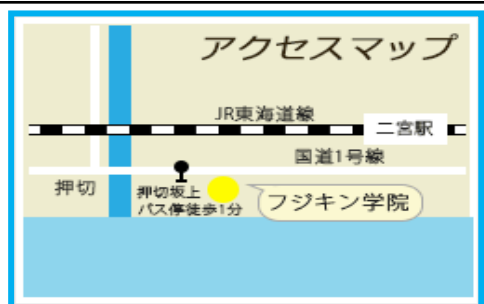 アクセスマップ
JR東海道線
二宮駅
国道1号線
押切
押切坂上
バス停徒歩1分
フジキン学院